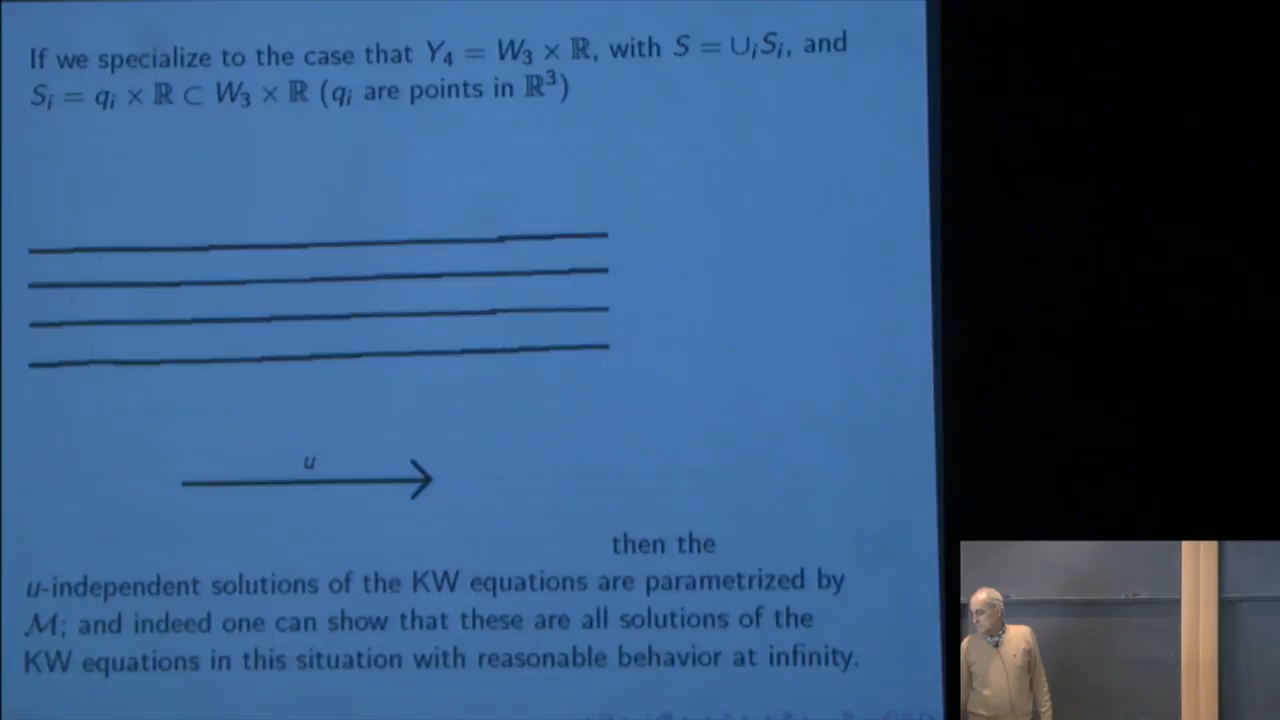 If we specialize to the case that Y₄ = W₃ × ℝ, with S = ∪ᵢSᵢ, and
Sᵢ = qᵢ × ℝ ⊂ W₃ × ℝ (qᵢ are points in ℝ³)
u
then the
u-independent solutions of the KW equations are parametrized by
ℳ; and indeed one can show that these are all solutions of the
KW equations in this situation with reasonable behavior at infinity.